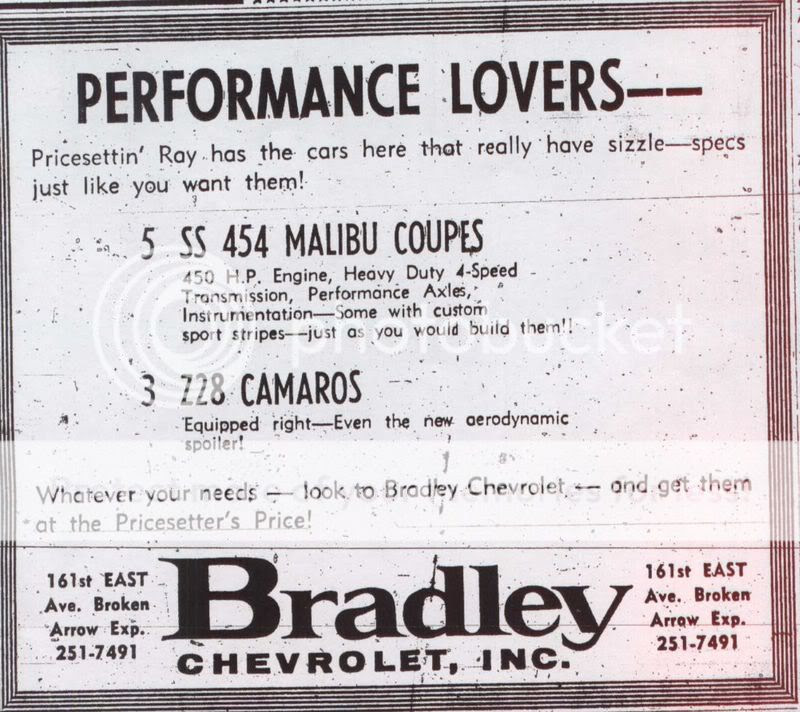 PERFORMANCE LOVERS——
Pricesettin' Ray has the cars here that really have sizzle—specs
just like you want them!
5 SS 454 MALIBU COUPES
450 H.P. Engine, Heavy Duty 4-Speed
Transmission, Performance Axles,
Instrumentation—Some with custom
sport stripes—just as you would build them!!
photobucket
3 Z28 CAMAROS
Equipped right—Even the new aerodynamic
spoiler!
Whatever your needs — look to Bradley Chevrolet — and get them
at the Pricesetter's Price!
161st EAST
Ave. Broken
Arrow Exp.
251-7491
Bradley
CHEVROLET, INC.
161st EAST
Ave. Broken
Arrow Exp.
251-7491